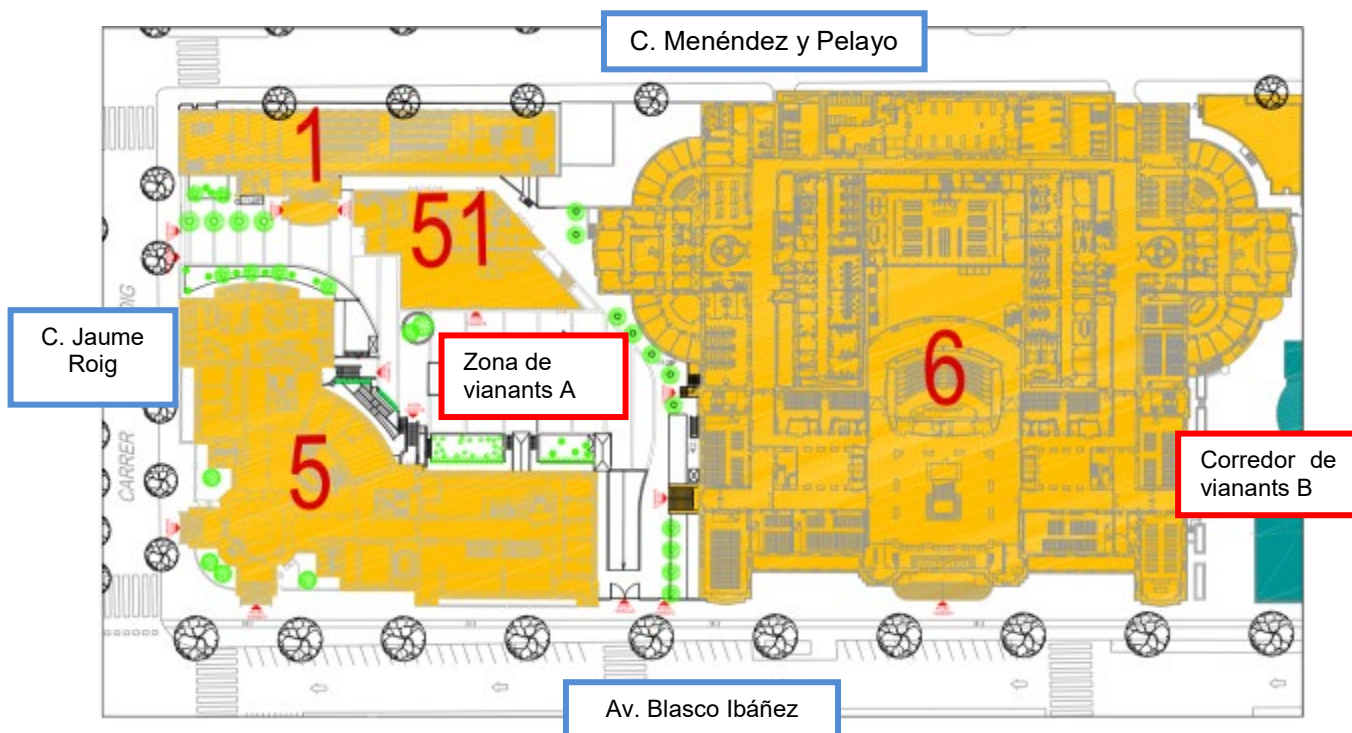 C. Menéndez y Pelayo
1
51
C. Jaume
Roig
Zona de
vianants A
6
5
CARRER
Corredor de
vianants B
Av. Blasco Ibáñez